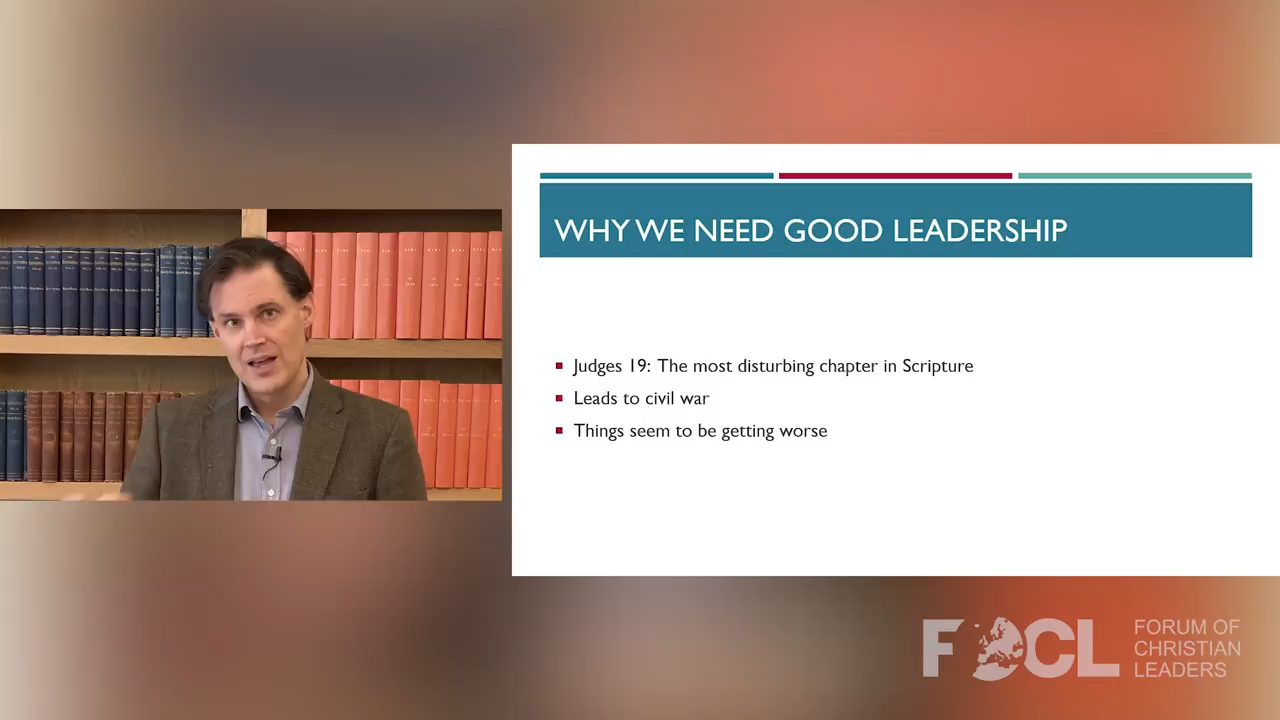 WHY WE NEED GOOD LEADERSHIP
Judges 19: The most disturbing chapter in Scripture
Leads to civil war
Things seem to be getting worse
FOCL
FORUM OF
CHRISTIAN
LEADERS